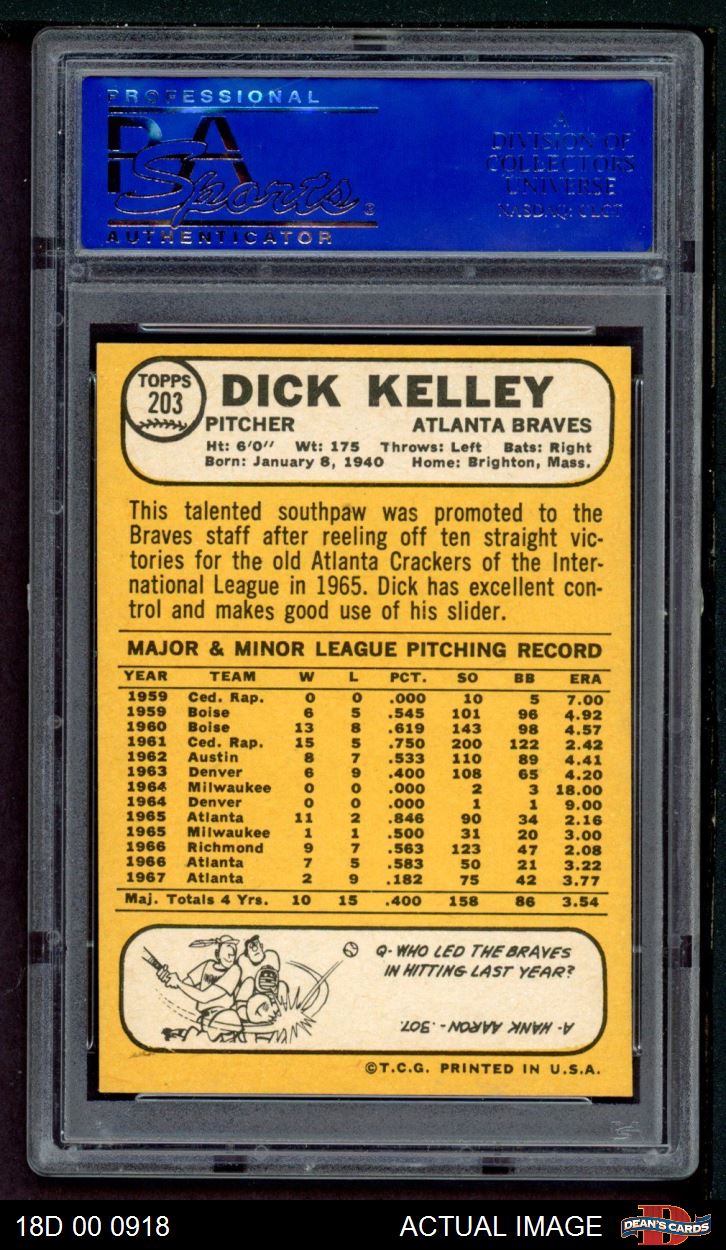 PROFESSIONAL
PSA
Sports®
AUTHENTICATOR
A
DIVISION OF
COLLECTORS
UNIVERSE
NASDAQ: CLCT
TOPPS
203
DICK KELLEY
PITCHER ATLANTA BRAVES
Ht: 6'0'' Wt: 175 Throws: Left Bats: Right
Born: January 8, 1940 Home: Brighton, Mass.
This talented southpaw was promoted to the
Braves staff after reeling off ten straight vic-
tories for the old Atlanta Crackers of the Inter-
national League in 1965. Dick has excellent con-
trol and makes good use of his slider.
MAJOR & MINOR LEAGUE PITCHING RECORD
YEAR TEAM W L PCT. SO BB ERA
1959 Ced. Rap. 0 0 .000 10 5 7.00
1959 Boise 6 5 .545 101 96 4.92
1960 Boise 13 8 .619 143 98 4.57
1961 Ced. Rap. 15 5 .750 200 122 2.42
1962 Austin 8 7 .533 110 89 4.41
1963 Denver 6 9 .400 108 65 4.20
1964 Milwaukee 0 0 .000 2 3 18.00
1964 Denver 0 0 .000 1 1 9.00
1965 Atlanta 11 2 .846 90 34 2.16
1965 Milwaukee 1 1 .500 31 20 3.00
1966 Richmond 9 7 .563 123 47 2.08
1966 Atlanta 7 5 .583 50 21 3.22
1967 Atlanta 2 9 .182 75 42 3.77
Maj. Totals 4 Yrs. 10 15 .400 158 86 3.54
Q- WHO LED THE BRAVES
IN HITTING LAST YEAR?
A- HANK AARON - .307
©T.C.G. PRINTED IN U.S.A.
18D 00 0918 ACTUAL IMAGE
D
DEAN'S CARDS